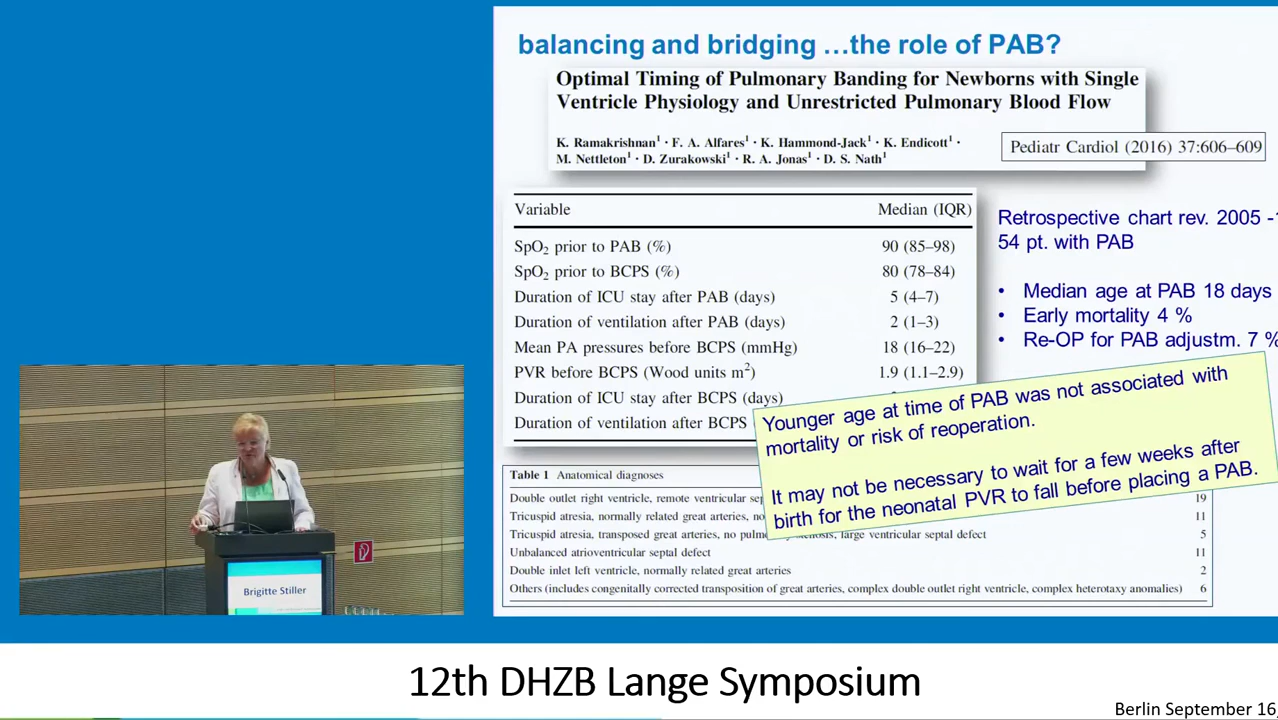 balancing and bridging …the role of PAB?
Optimal Timing of Pulmonary Banding for Newborns with Single
Ventricle Physiology and Unrestricted Pulmonary Blood Flow
K. Ramakrishnan¹ · F. A. Alfares¹ · K. Hammond-Jack¹ · K. Endicott¹ ·
M. Nettleton¹ · D. Zurakowski¹ · R. A. Jonas¹ · D. S. Nath¹
Pediatr Cardiol (2016) 37:606–609
Variable Median (IQR)
SpO₂ prior to PAB (%) 90 (85–98)
SpO₂ prior to BCPS (%) 80 (78–84)
Duration of ICU stay after PAB (days) 5 (4–7)
Duration of ventilation after PAB (days) 2 (1–3)
Mean PA pressures before BCPS (mmHg) 18 (16–22)
PVR before BCPS (Wood units m²) 1.9 (1.1–2.9)
Duration of ICU stay after BCPS (days)
Duration of ventilation after BCPS
Retrospective chart rev. 2005 -
54 pt. with PAB
• Median age at PAB 18 days
• Early mortality 4 %
• Re-OP for PAB adjustm. 7 %
Younger age at time of PAB was not associated with
mortality or risk of reoperation.
It may not be necessary to wait for a few weeks after
birth for the neonatal PVR to fall before placing a PAB.
Table 1 Anatomical diagnoses
Double outlet right ventricle, remote ventricular 19
Tricuspid atresia, normally related great arteries, 11
Tricuspid atresia, transposed great arteries, no large ventricular septal defect 5
Unbalanced atrioventricular septal defect 11
Double inlet left ventricle, normally related great arteries 2
Others (includes congenitally corrected transposition of great arteries, complex double outlet right ventricle, complex heterotaxy anomalies) 6
Brigitte Stiller
12th DHZB Lange Symposium
Berlin September 16,